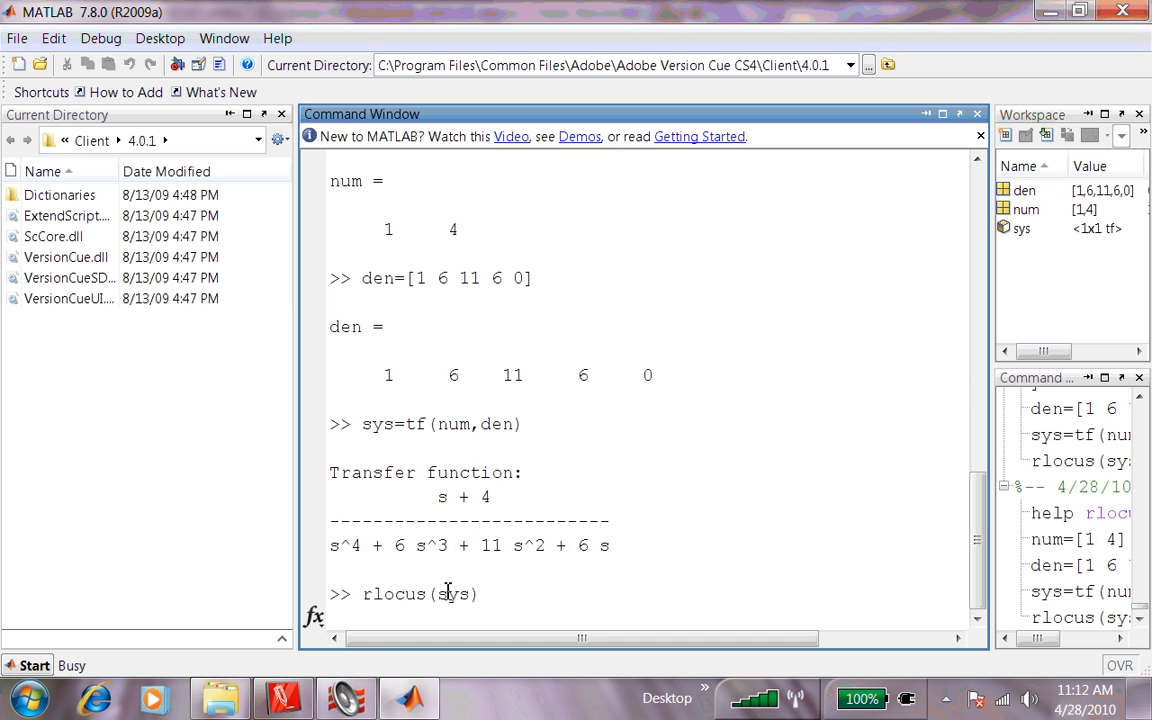 MATLAB 7.8.0 (R2009a)
File Edit Debug Desktop Window Help
Current Directory: C:\Program Files\Common Files\Adobe\Adobe Version Cue CS4\Client\4.0.1 ...
Shortcuts How to Add What's New
Current Directory
« Client 4.0.1
Name Date Modified
Dictionaries 8/13/09 4:48 PM
ExtendScript.... 8/13/09 4:47 PM
ScCore.dll 8/13/09 4:47 PM
VersionCue.dll 8/13/09 4:47 PM
VersionCueSD... 8/13/09 4:47 PM
VersionCueUI.... 8/13/09 4:47 PM
Command Window
New to MATLAB? Watch this Video, see Demos, or read Getting Started.
num =
1 4
>> den=[1 6 11 6 0]
den =
1 6 11 6 0
>> sys=tf(num,den)
Transfer function:
s + 4
--------------------------
s^4 + 6 s^3 + 11 s^2 + 6 s
>> rlocus(sys)
fx
Workspace
Name Value
den [1,6,11,6,0]
num [1,4]
sys <1x1 tf>
Command ...
den=[1 6
sys=tf(nu
rlocus(sy
%-- 4/28/10
help rloc
num=[1 4]
den=[1 6
sys=tf(nu
rlocus(sy
Start Busy
OVR
Desktop »
100%
11:12 AM
4/28/2010